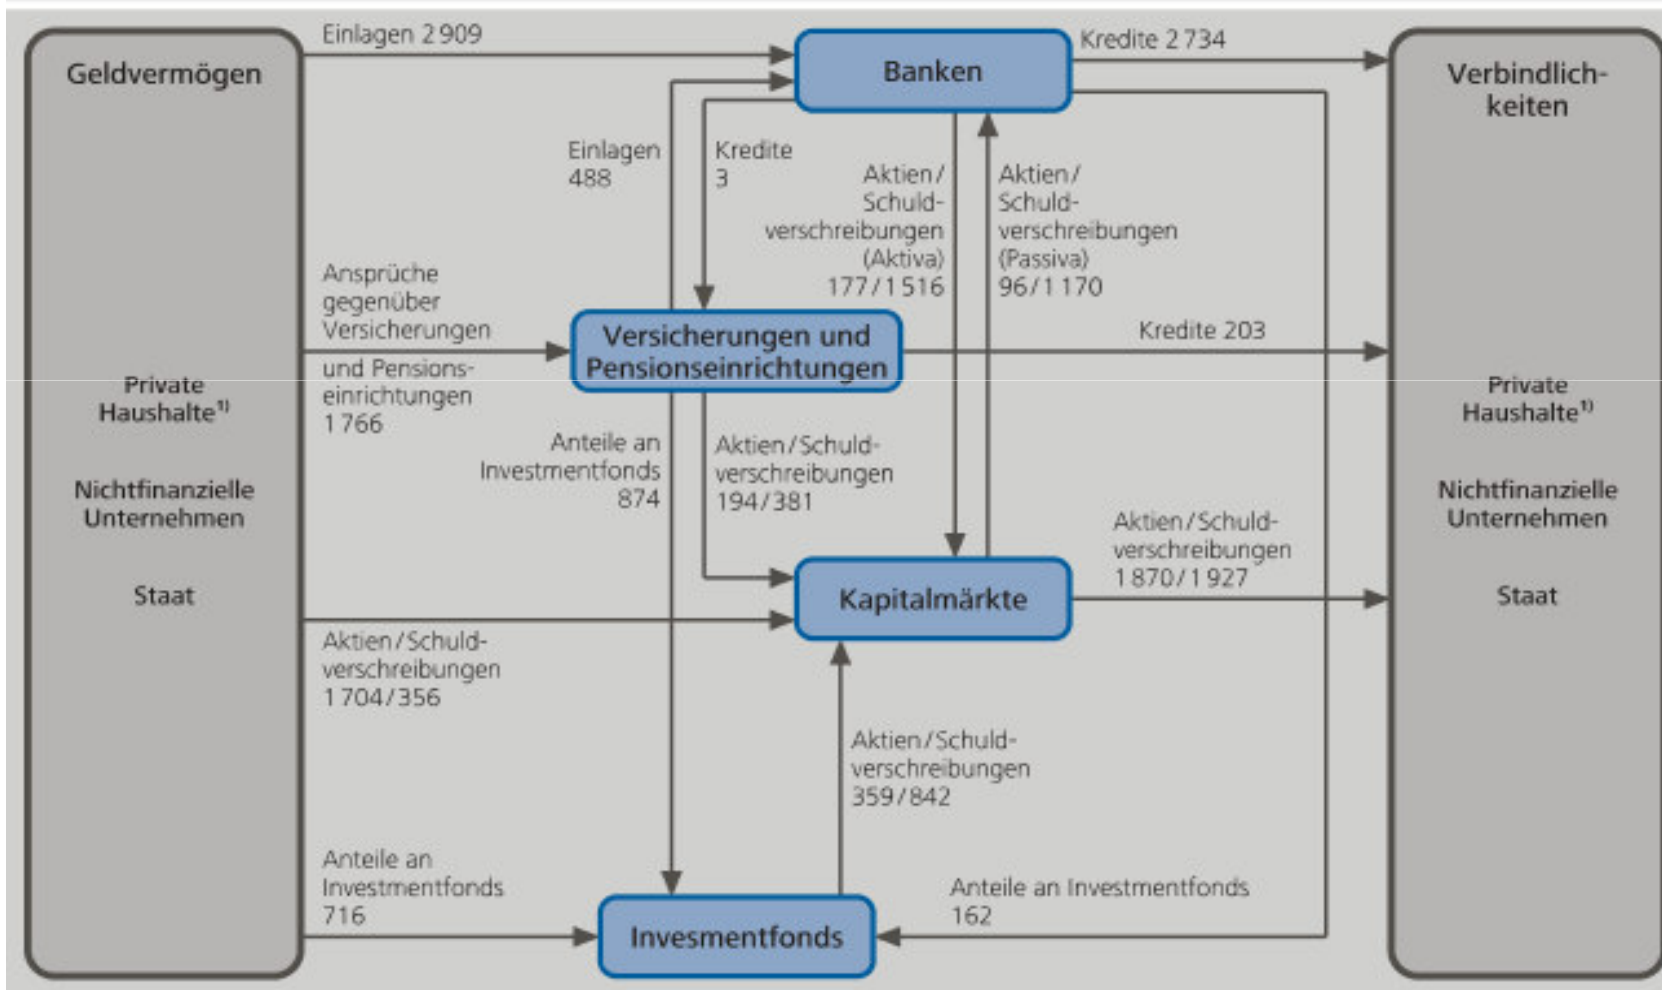 Geldvermögen
Private
Haushalte¹⁾
Nichtfinanzielle
Unternehmen
Staat
Einlagen 2 909
Ansprüche
gegenüber
Versicherungen
und Pensions-
einrichtungen
1 766
Aktien/Schuld-
verschreibungen
1 704/356
Anteile an
Investmentfonds
716
Banken
Einlagen
488
Kredite
3
Aktien/
Schuld-
verschreibungen
(Aktiva)
177/1 516
Aktien/
Schuld-
verschreibungen
(Passiva)
96/1 170
Versicherungen und
Pensionseinrichtungen
Anteile an
Investmentfonds
874
Aktien/Schuld-
verschreibungen
194/381
Kapitalmärkte
Aktien/Schuld-
verschreibungen
359/842
Invesmentfonds
Kredite 2 734
Kredite 203
Aktien/Schuld-
verschreibungen
1 870/1 927
Anteile an Investmentfonds
162
Verbindlich-
keiten
Private
Haushalte¹⁾
Nichtfinanzielle
Unternehmen
Staat